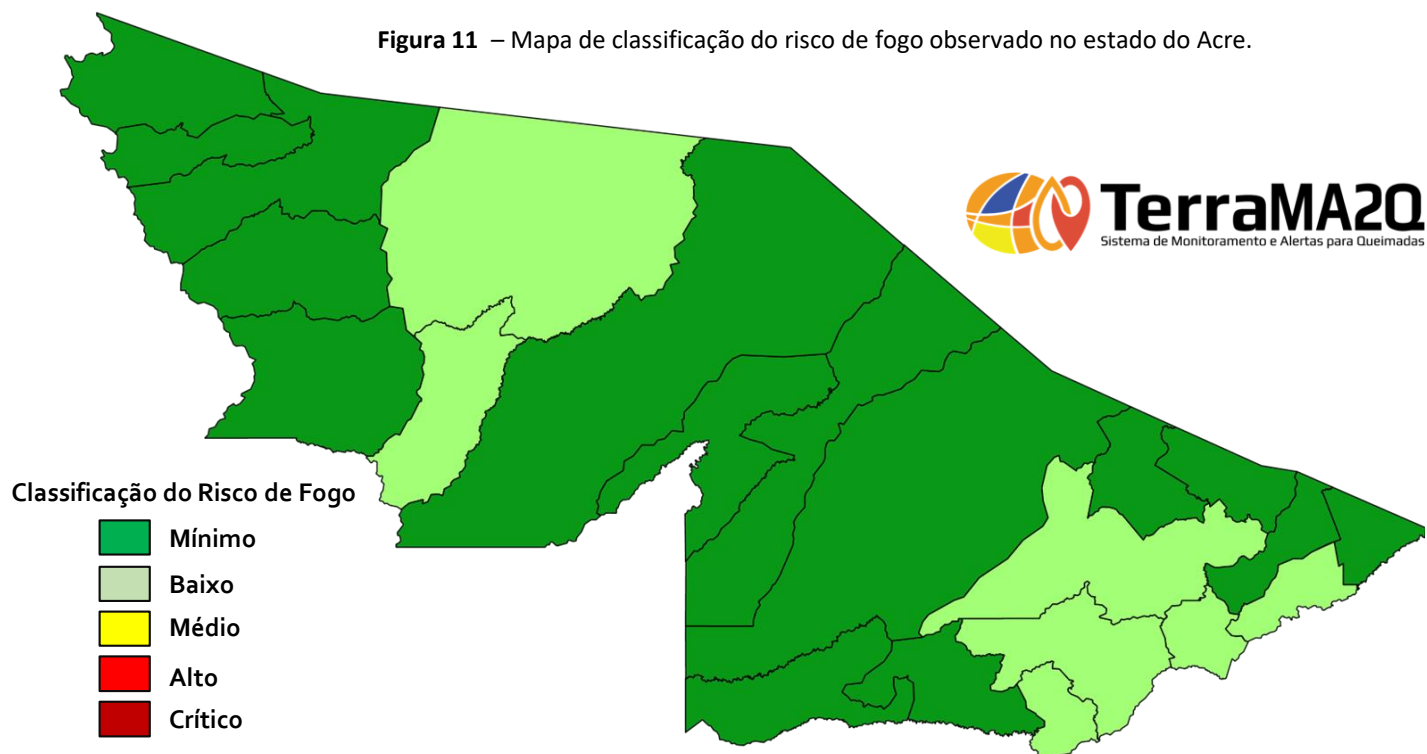 Figura 11 – Mapa de classificação do risco de fogo observado no estado do Acre.
TerraMA2Q
Sistema de Monitoramento e Alertas para Queimadas
Classificação do Risco de Fogo
Mínimo
Baixo
Médio
Alto
Crítico